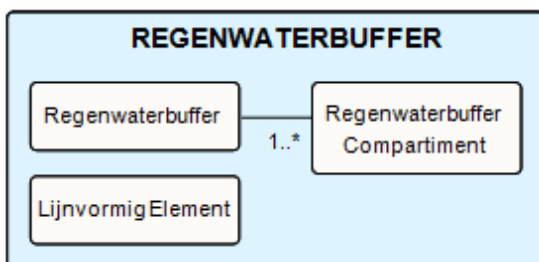 REGENWATERBUFFER
Regenwaterbuffer
1..*
Regenwaterbuffer
Compartiment
LijnvormigElement